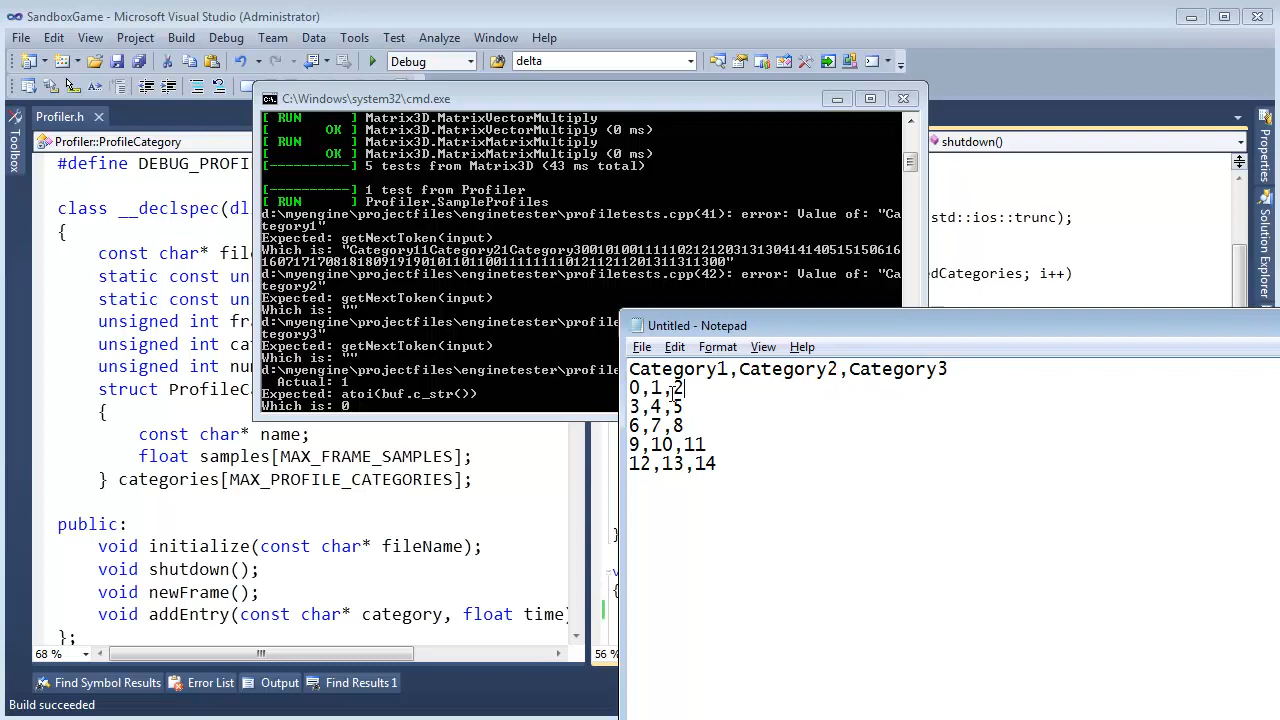 SandboxGame - Microsoft Visual Studio (Administrator)
File Edit View Project Build Debug Team Data Tools Test Analyze Window Help
Debug delta
Profiler.h
Profiler::ProfileCategory
shutdown()
Toolbox
Properties
Solution Explorer
#define DEBUG_PROFI
class __declspec(dl
{
const char* file
static const uns
static const uns
unsigned int fra
unsigned int cat
unsigned int num
struct ProfileCa
{
const char* name;
float samples[MAX_FRAME_SAMPLES];
} categories[MAX_PROFILE_CATEGORIES];
public:
void initialize(const char* fileName);
void shutdown();
void newFrame();
void addEntry(const char* category, float time)
};
68 %
std::ios::trunc);
edCategories; i++)
}
{
56 %
C:\Windows\system32\cmd.exe
[ RUN      ] Matrix3D.MatrixVectorMultiply
[       OK ] Matrix3D.MatrixVectorMultiply (0 ms)
[ RUN      ] Matrix3D.MatrixMatrixMultiply
[       OK ] Matrix3D.MatrixMatrixMultiply (0 ms)
[----------] 5 tests from Matrix3D (43 ms total)
[----------] 1 test from Profiler
[ RUN      ] Profiler.SampleProfiles
d:\myengine\projectfiles\enginetester\profiletests.cpp(41): error: Value of: "Ca
tegory1"
Expected: getNextToken(input)
d:\myengine\projectfiles\enginetester\profiletests.cpp(42): error: Value of: "Ca
tegory2"
Expected: getNextToken(input)
Which is: ""
d:\myengine\projectfiles\enginetester\profile
tegory3"
Expected: getNextToken(input)
Which is: ""
d:\myengine\projectfiles\enginetester\profile
Actual: 1
Expected: atoi(buf.c_str())
Which is: 0
Untitled - Notepad
File Edit Format View Help
Category1,Category2,Category3
0,1,2
3,4,5
6,7,8
9,10,11
12,13,14
Find Symbol Results Error List Output Find Results 1
Build succeeded